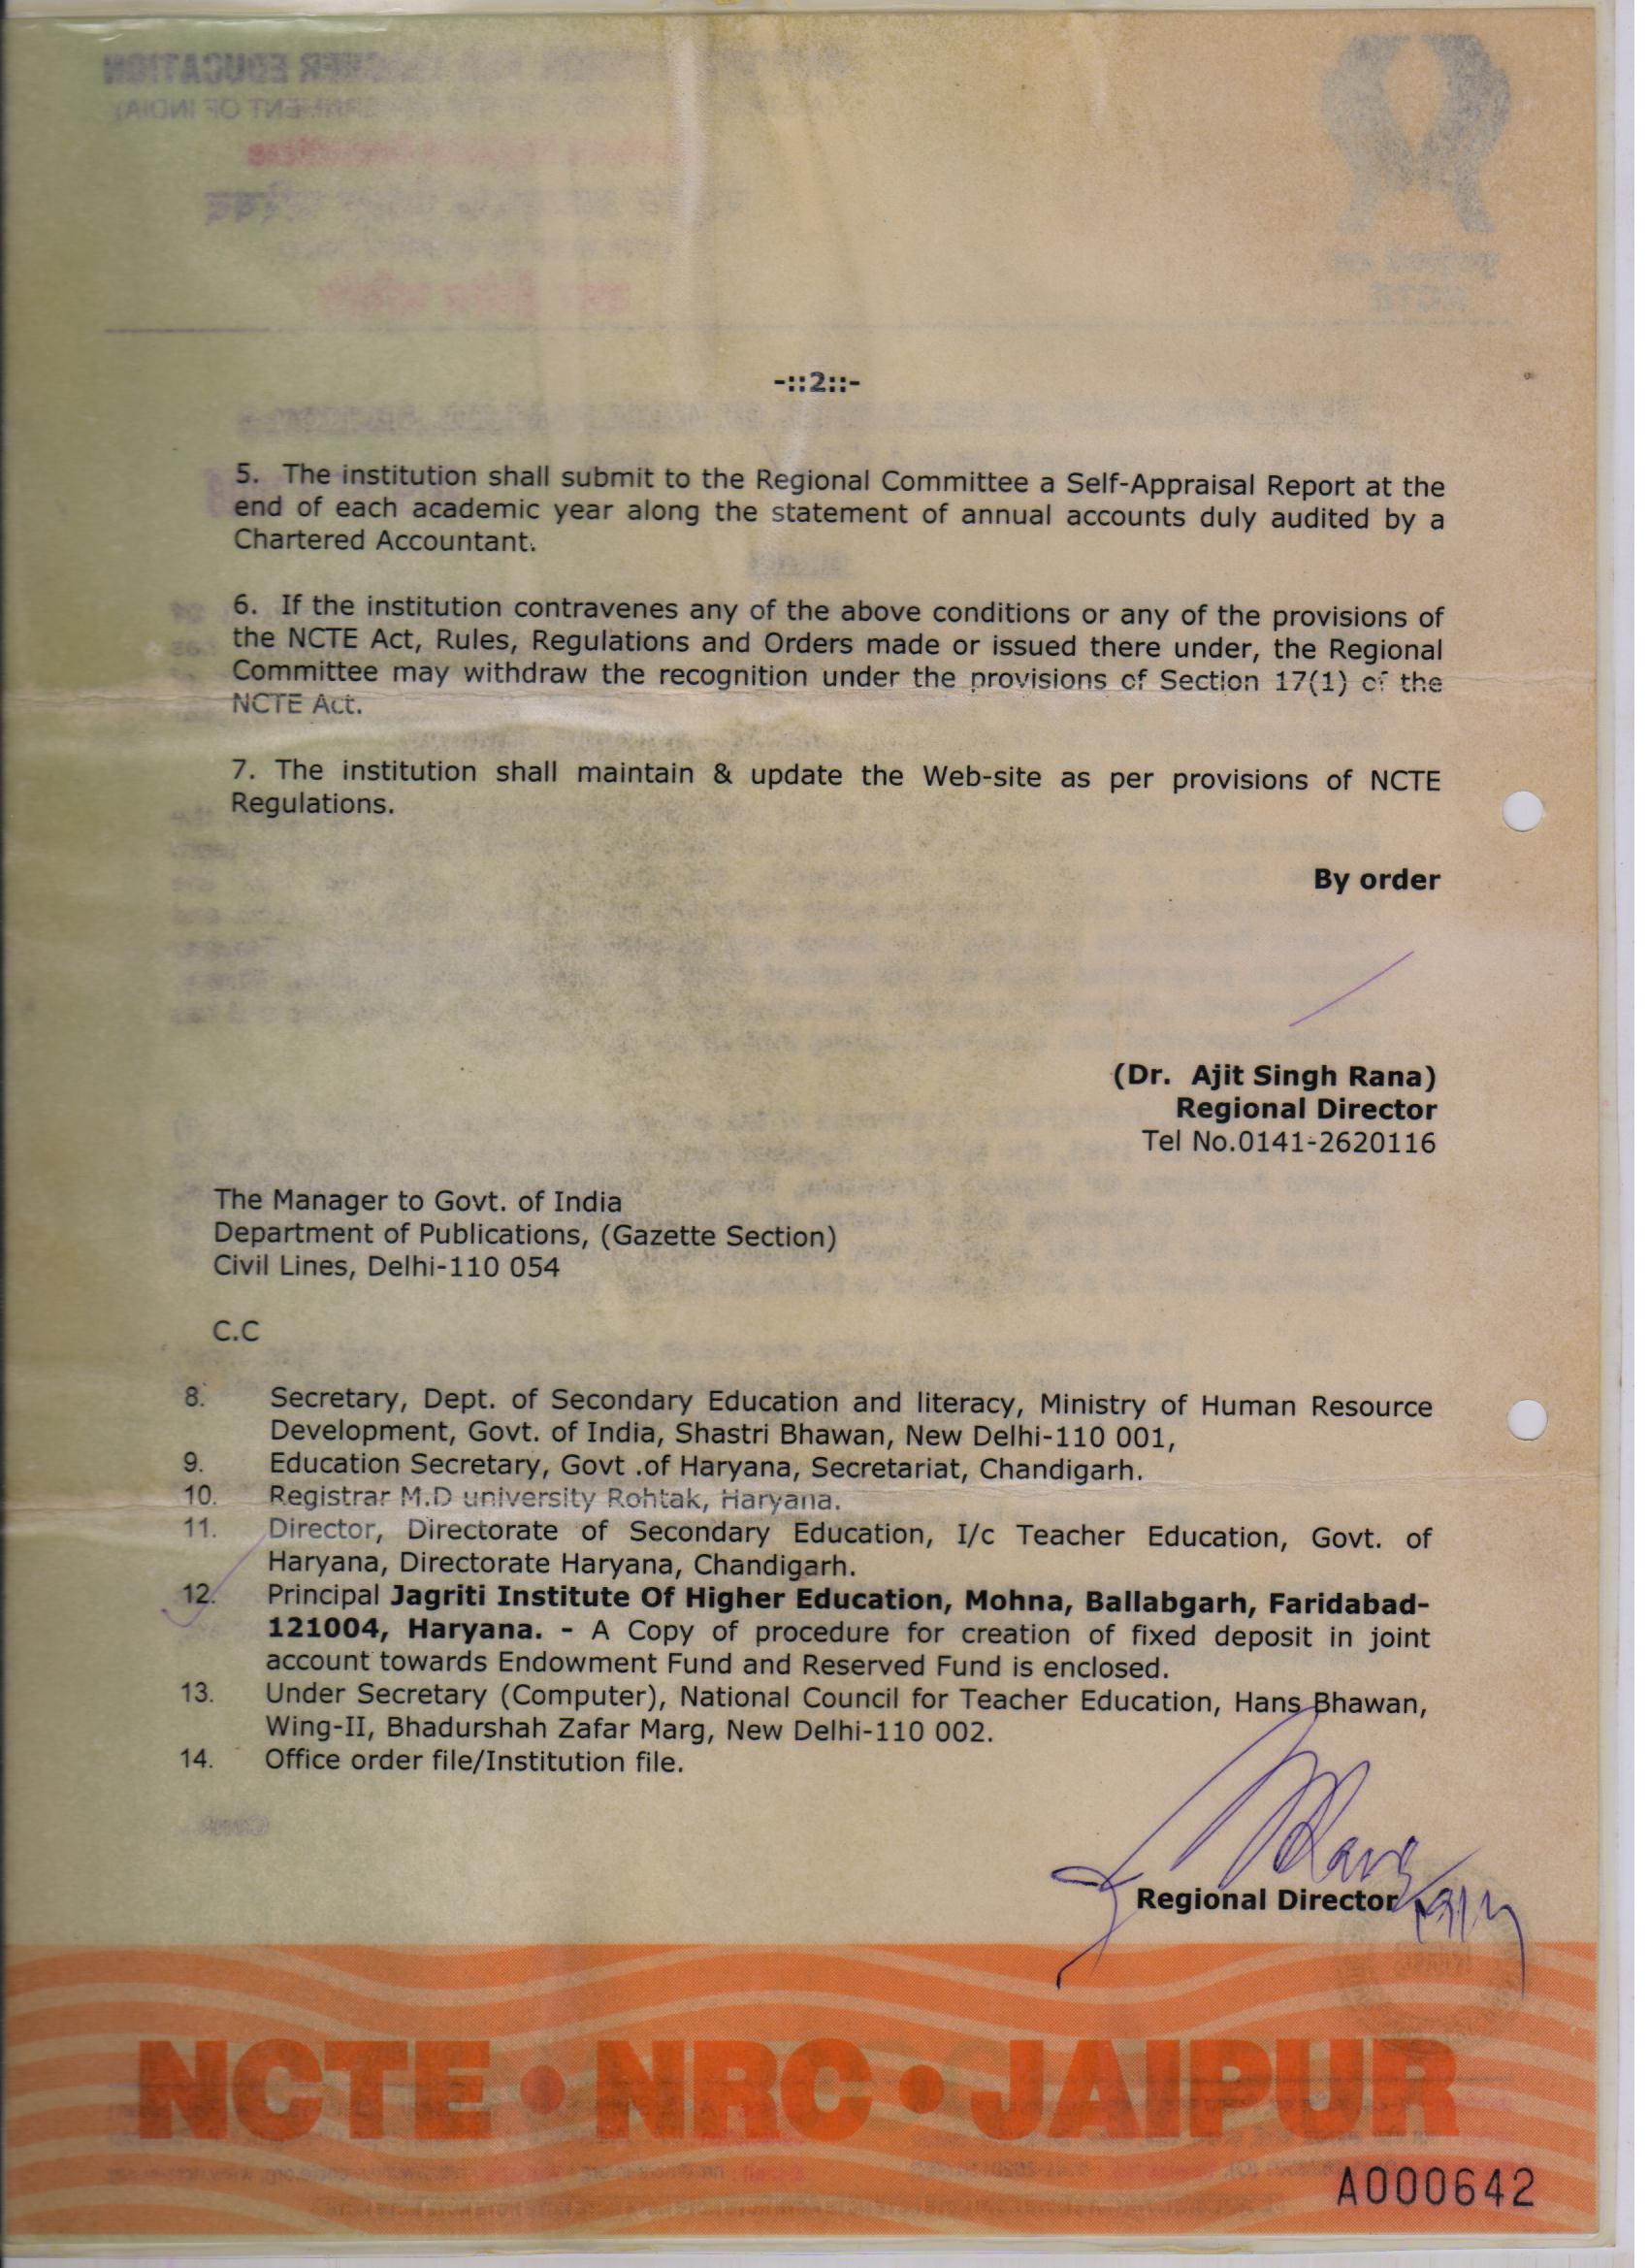 -::2::-
5. The institution shall submit to the Regional Committee a Self-Appraisal Report at the
end of each academic year along the statement of annual accounts duly audited by a
Chartered Accountant.
6. If the institution contravenes any of the above conditions or any of the provisions of
the NCTE Act, Rules, Regulations and Orders made or issued there under, the Regional
Committee may withdraw the recognition under the provisions of Section 17(1) of the
NCTE Act.
7. The institution shall maintain & update the Web-site as per provisions of NCTE
Regulations.
By order
(Dr. Ajit Singh Rana)
Regional Director
Tel No.0141-2620116
The Manager to Govt. of India
Department of Publications, (Gazette Section)
Civil Lines, Delhi-110 054
C.C
8. Secretary, Dept. of Secondary Education and literacy, Ministry of Human Resource
Development, Govt. of India, Shastri Bhawan, New Delhi-110 001,
9. Education Secretary, Govt .of Haryana, Secretariat, Chandigarh.
10. Registrar M.D university Rohtak, Haryana.
11. Director, Directorate of Secondary Education, I/c Teacher Education, Govt. of
Haryana, Directorate Haryana, Chandigarh.
12. Principal Jagriti Institute Of Higher Education, Mohna, Ballabgarh, Faridabad-
121004, Haryana. - A Copy of procedure for creation of fixed deposit in joint
account towards Endowment Fund and Reserved Fund is enclosed.
13. Under Secretary (Computer), National Council for Teacher Education, Hans Bhawan,
Wing-II, Bhadurshah Zafar Marg, New Delhi-110 002.
14. Office order file/Institution file.
Regional Director
NCTE • NRC • JAIPUR
A000642